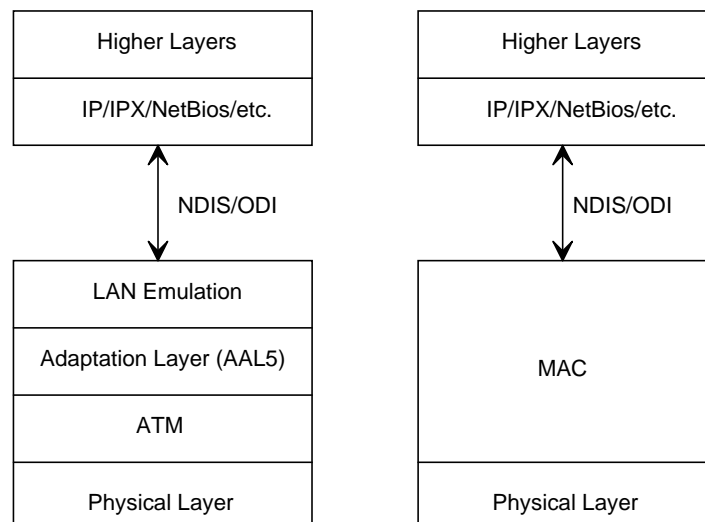 Higher Layers
IP/IPX/NetBios/etc.
NDIS/ODI
LAN Emulation
Adaptation Layer (AAL5)
ATM
Physical Layer
Higher Layers
IP/IPX/NetBios/etc.
NDIS/ODI
MAC
Physical Layer